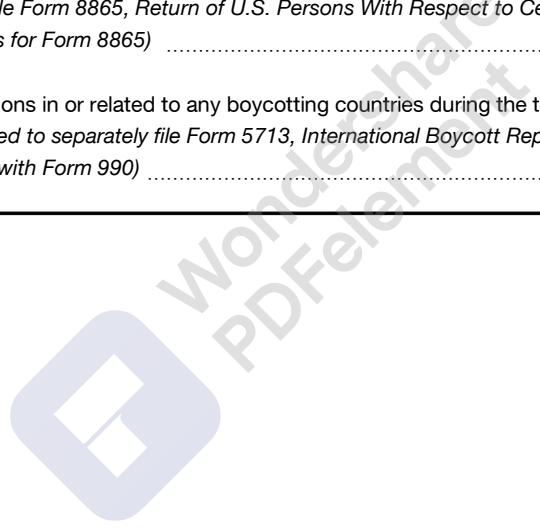 le Form 8865, Return of U.S. Persons With Respect to Ce
s for Form 8865)
ons in or related to any boycotting countries during the t
ed to separately file Form 5713, International Boycott Rep
with Form 990)
Wondershare
PDFelement